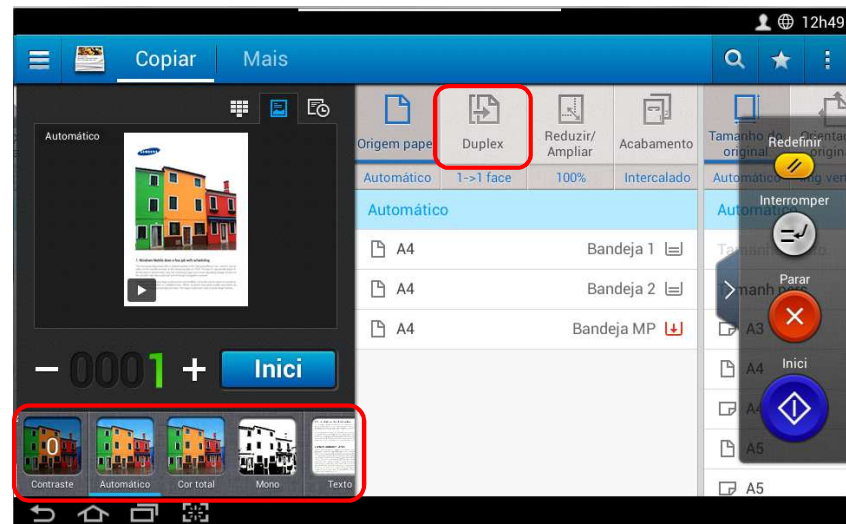 12h49
Copiar
Mais
Automático
SAMSUNG
Origem pape
Duplex
Reduzir/
Ampliar
Acabamento
Tamanho do
original
Automático
1->1 face
100%
Intercalado
Automático
A4
Bandeja 1
A4
Bandeja 2
A4
Bandeja MP
A3
A4
A5
A5
Redefinir
Interromper
Parar
Inici
0001
Inici
0
Contraste
Automático
Cor total
Mono
Texto